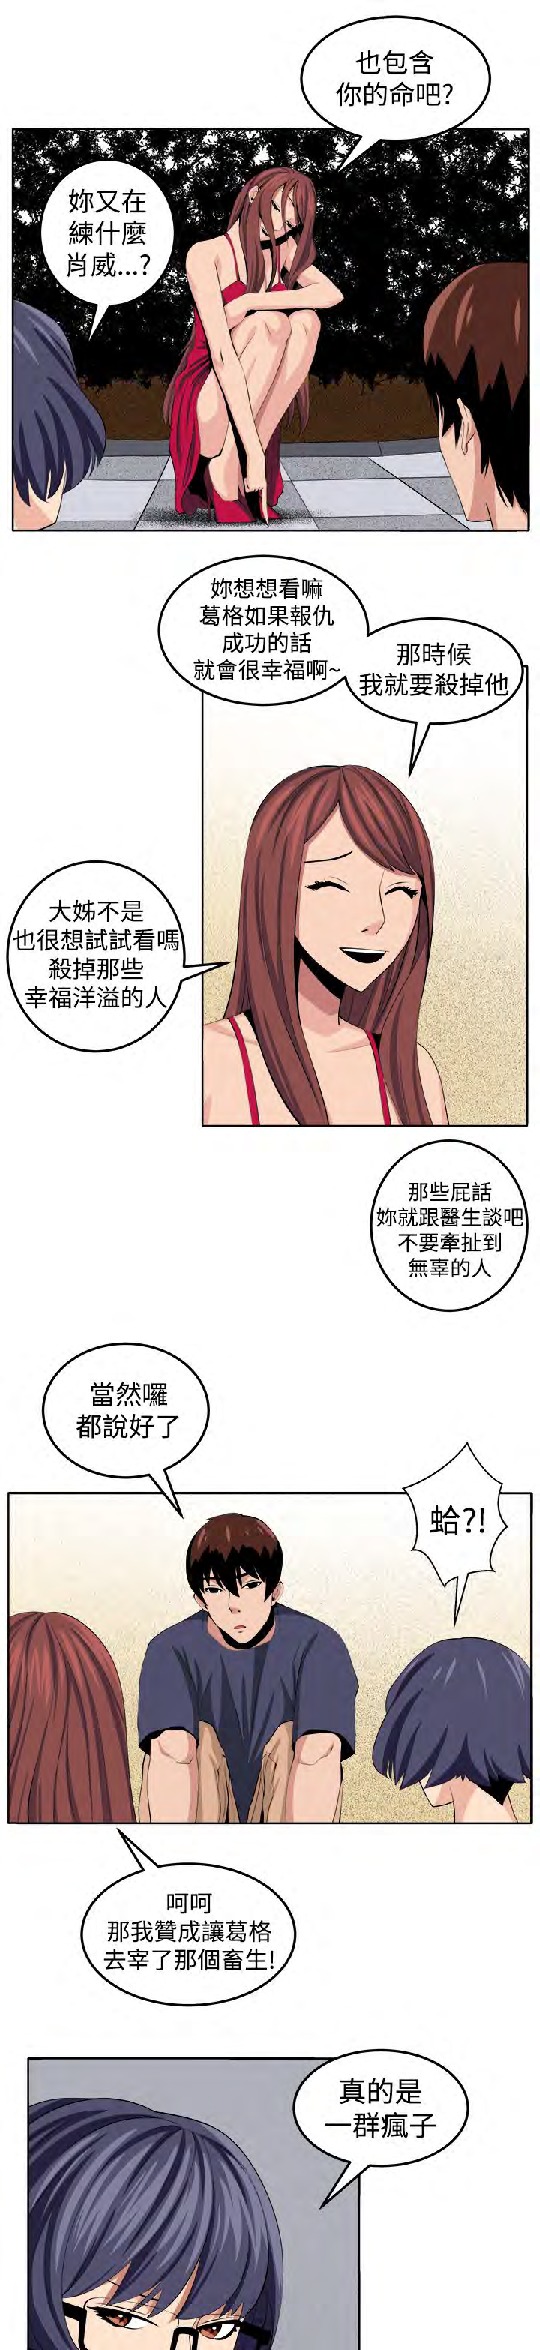 也包含
你的命吧?
妳又在
練什麼
肖威...?
妳想想看嘛
葛格如果報仇
成功的話
就會很幸福啊~
那時候
我就要殺掉他
大姊不是
也很想試試看嗎
殺掉那些
幸福洋溢的人
那些屁話
妳就跟醫生談吧
不要牽扯到
無辜的人
當然囉
都說好了
蛤?!
呵呵
那我贊成讓葛格
去宰了那個畜生!
真的是
一群瘋子